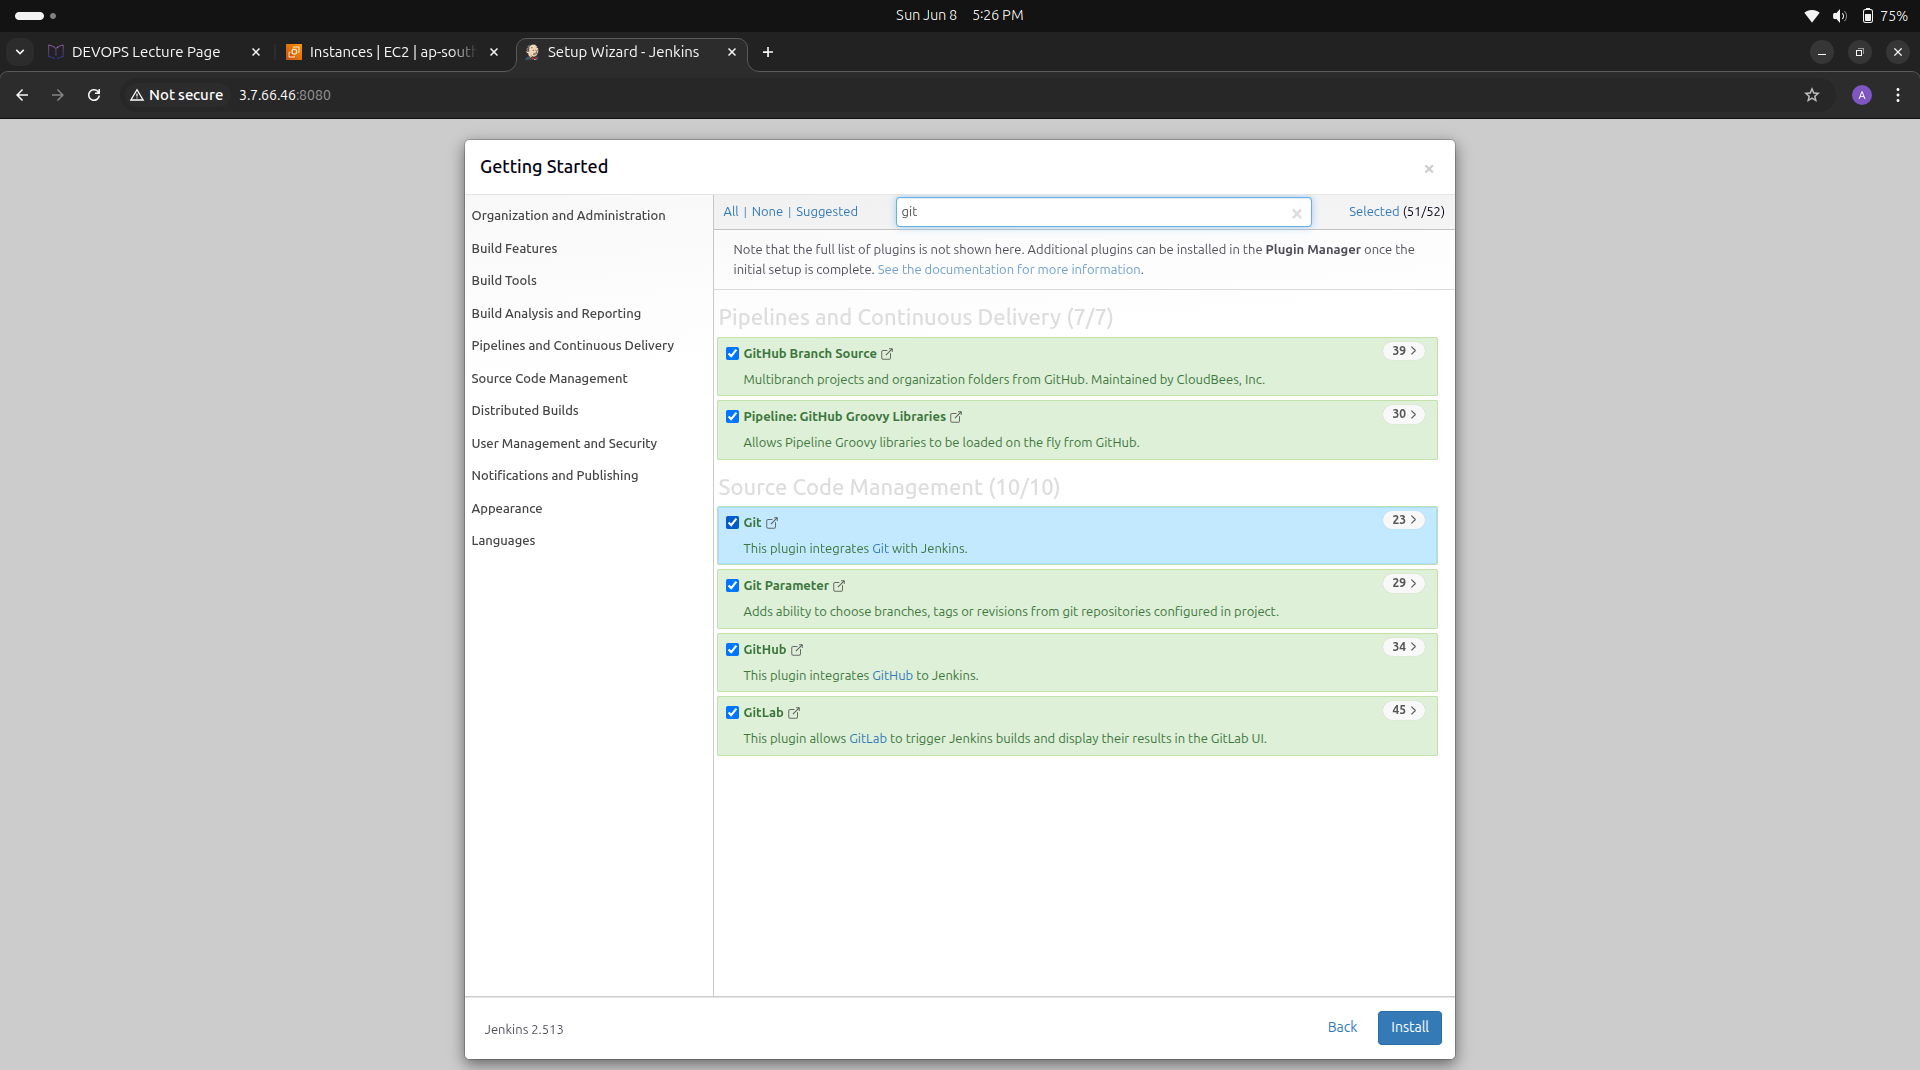 Sun Jun 8 5:26 PM
75%
DEVOPS Lecture Page
Instances | EC2 | ap-sout
Setup Wizard - Jenkins
Not secure 3.7.66.46:8080
A
Getting Started
Organization and Administration
Build Features
Build Tools
Build Analysis and Reporting
Pipelines and Continuous Delivery
Source Code Management
Distributed Builds
User Management and Security
Notifications and Publishing
Appearance
Languages
All | None | Suggested
git
Selected (51/52)
Note that the full list of plugins is not shown here. Additional plugins can be installed in the Plugin Manager once the
initial setup is complete. See the documentation for more information.
Pipelines and Continuous Delivery (7/7)
GitHub Branch Source
39
Multibranch projects and organization folders from GitHub. Maintained by CloudBees, Inc.
Pipeline: GitHub Groovy Libraries
30
Allows Pipeline Groovy libraries to be loaded on the fly from GitHub.
Source Code Management (10/10)
Git
23
This plugin integrates Git with Jenkins.
Git Parameter
29
Adds ability to choose branches, tags or revisions from git repositories configured in project.
GitHub
34
This plugin integrates GitHub to Jenkins.
GitLab
45
This plugin allows GitLab to trigger Jenkins builds and display their results in the GitLab UI.
Jenkins 2.513
Back
Install